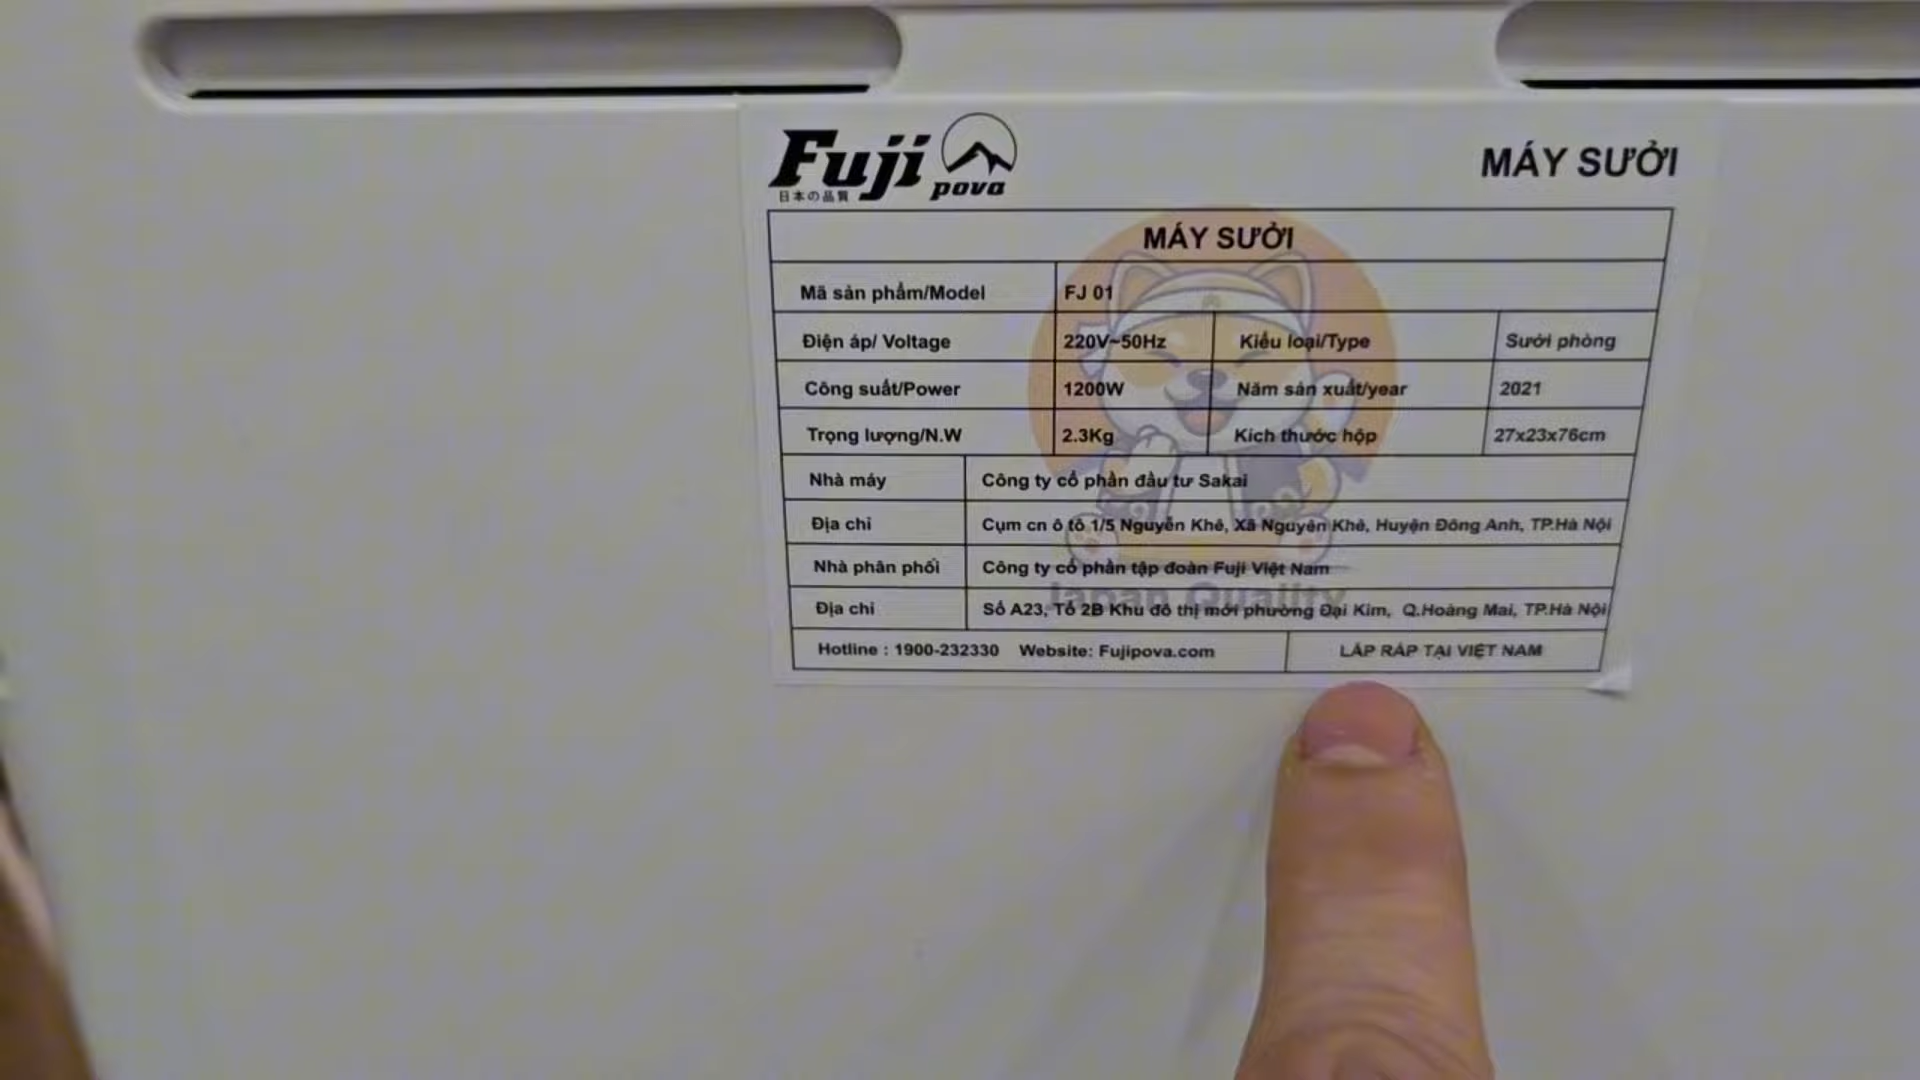 Fuji pova
日本の品質
MÁY SƯỞI
MÁY SƯỞI
Mã sản phẩm/Model FJ 01
Điện áp/ Voltage 220V~50Hz Kiểu loại/Type Sưởi phòng
Công suất/Power 1200W Năm sản xuất/year 2021
Trọng lượng/N.W 2.3Kg Kích thước hộp 27x23x76cm
Nhà máy Công ty cổ phần đầu tư Sakai
Địa chỉ Cụm cn ô tô 1/5 Nguyên Khê, Xã Nguyên Khê, Huyện Đông Anh, TP.Hà Nội
Nhà phân phối Công ty cổ phần tập đoàn Fuji Việt Nam
Japan Quality
Địa chỉ Số A23, Tổ 2B Khu đô thị mới phường Đại Kim, Q.Hoàng Mai, TP.Hà Nội
Hotline : 1900-232330 Website: Fujipova.com LẮP RÁP TẠI VIỆT NAM